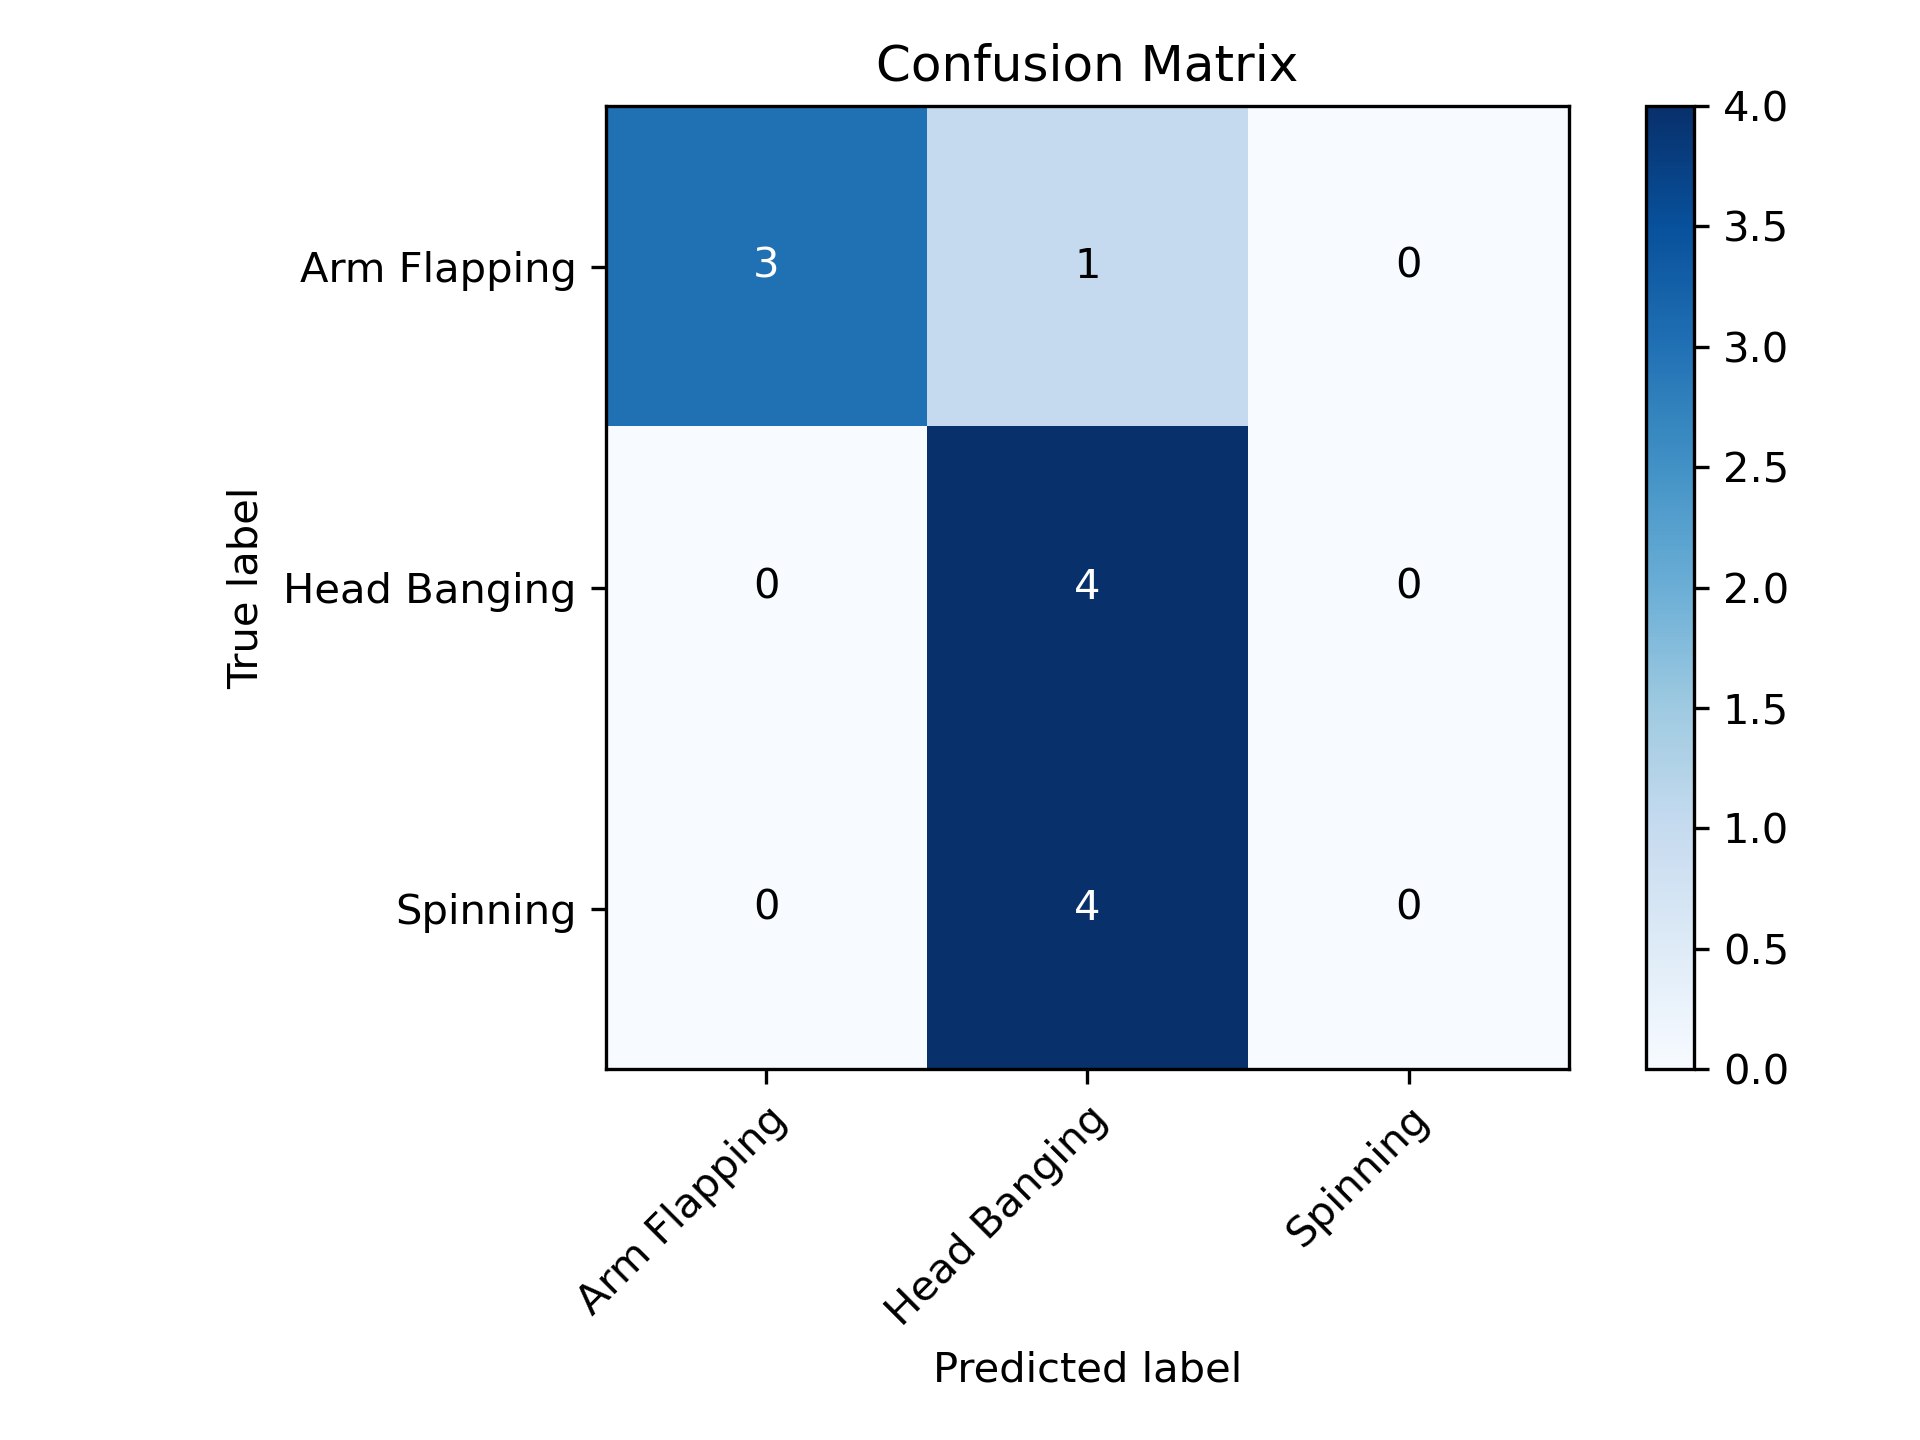 Confusion Matrix
True label
Arm Flapping 3 1 0
Head Banging 0 4 0
Spinning 0 4 0
Arm Flapping
Head Banging
Spinning
Predicted label
4.0
3.5
3.0
2.5
2.0
1.5
1.0
0.5
0.0